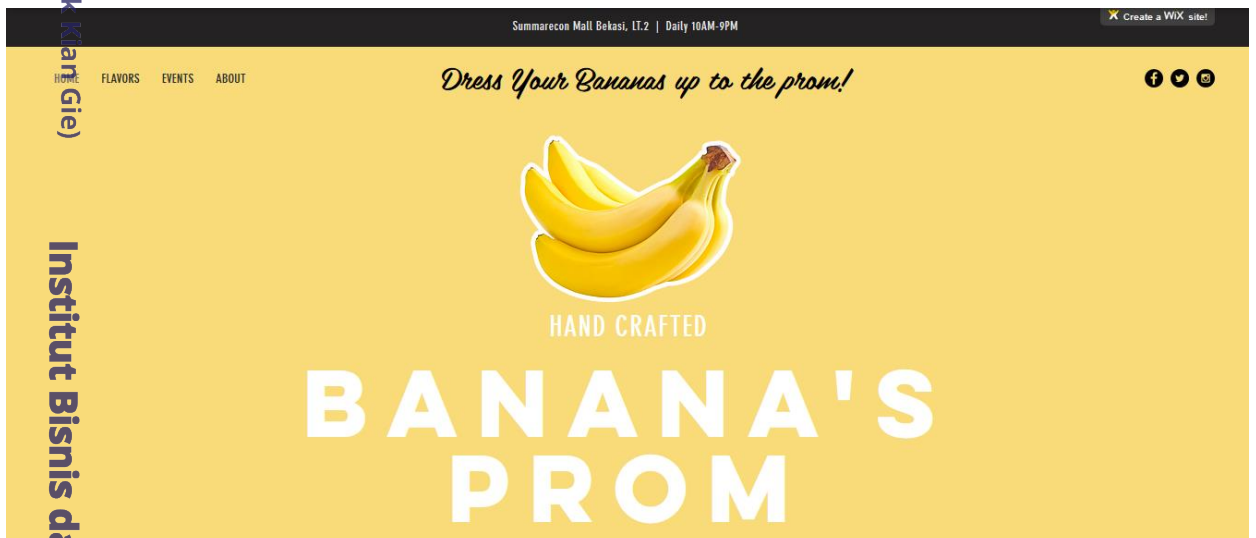 Summarecon Mall Bekasi, LT.2 | Daily 10AM-9PM
Create a WiX site!
HOME FLAVORS EVENTS ABOUT
Dress Your Bananas up to the prom!
HAND CRAFTED
BANANA'S
PROM
Kian Gie)
Institut Bisnis